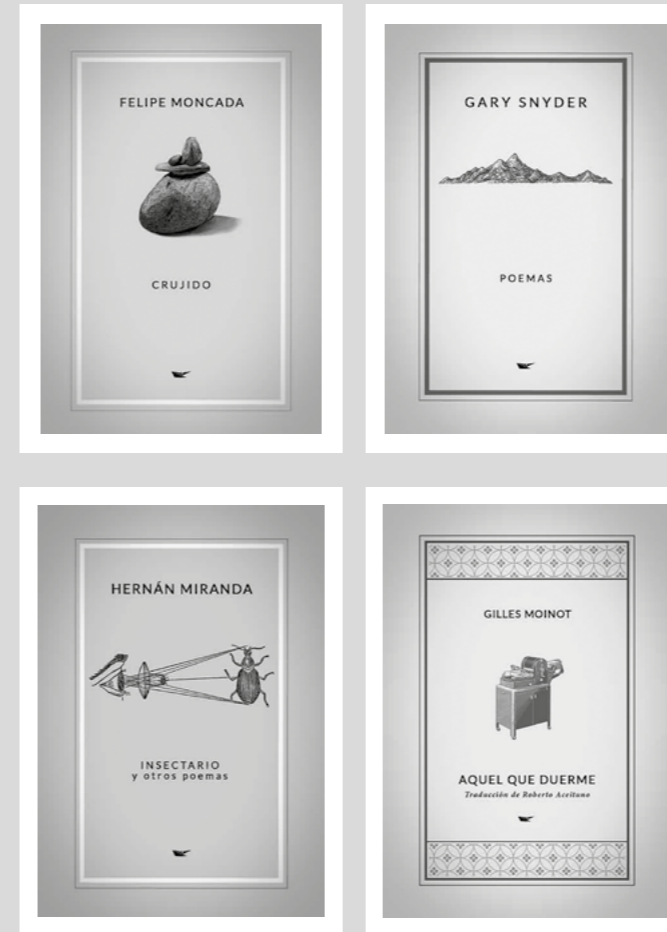 FELIPE MONCADA
CRUJIDO
GARY SNYDER
POEMAS
HERNÁN MIRANDA
INSECTARIO
y otros poemas
GILLES MOINOT
AQUEL QUE DUERME
Traducción de Roberto Aceituno